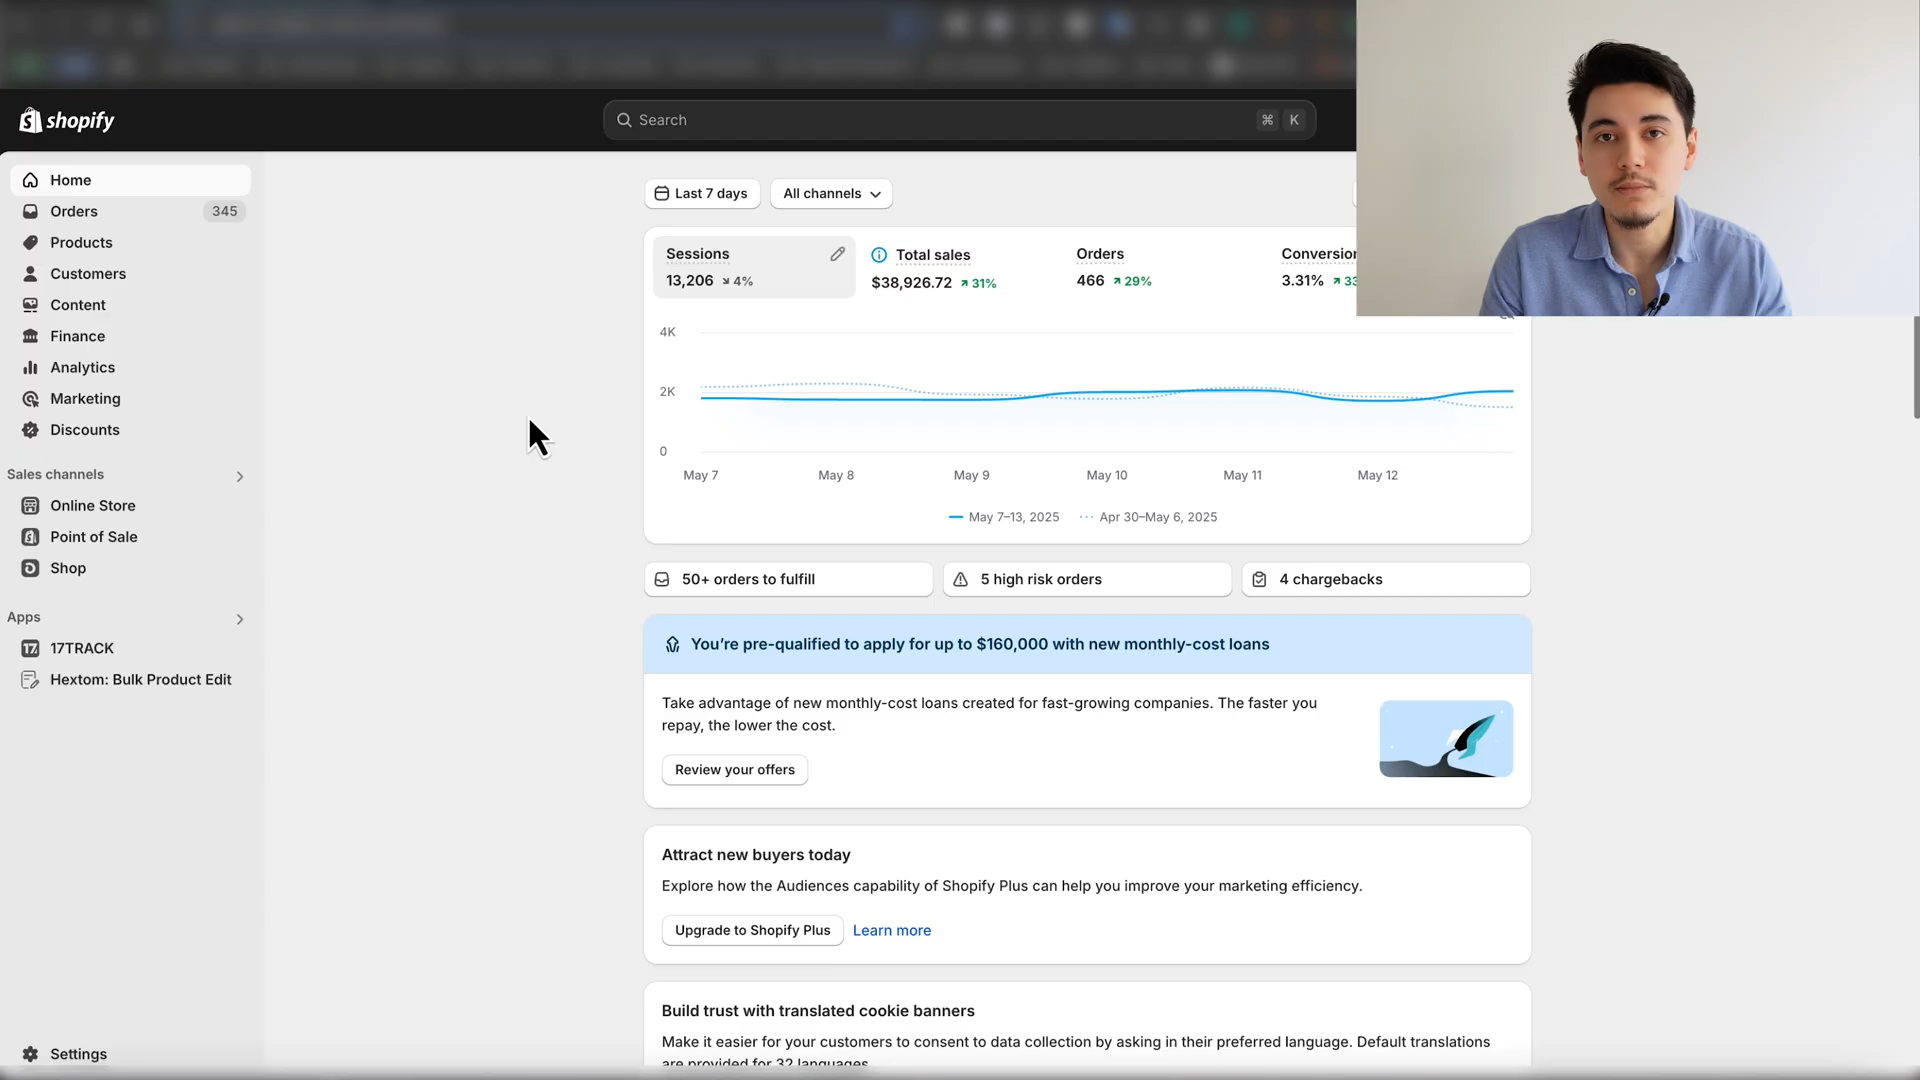 shopify
Search
⌘ K
Home
Orders 345
Products
Customers
Content
Finance
Analytics
Marketing
Discounts
Sales channels
Online Store
Point of Sale
Shop
Apps
17TRACK
Hextom: Bulk Product Edit
Settings
Last 7 days
All channels
Sessions
13,206 4%
Total sales
$38,926.72 31%
Orders
466 29%
Conversion
3.31% 33
4K
2K
0
May 7 May 8 May 9 May 10 May 11 May 12
May 7–13, 2025 Apr 30–May 6, 2025
50+ orders to fulfill
5 high risk orders
4 chargebacks
You’re pre-qualified to apply for up to $160,000 with new monthly-cost loans
Take advantage of new monthly-cost loans created for fast-growing companies. The faster you
repay, the lower the cost.
Review your offers
Attract new buyers today
Explore how the Audiences capability of Shopify Plus can help you improve your marketing efficiency.
Upgrade to Shopify Plus Learn more
Build trust with translated cookie banners
Make it easier for your customers to consent to data collection by asking in their preferred language. Default translations
are provided for 32 languages.